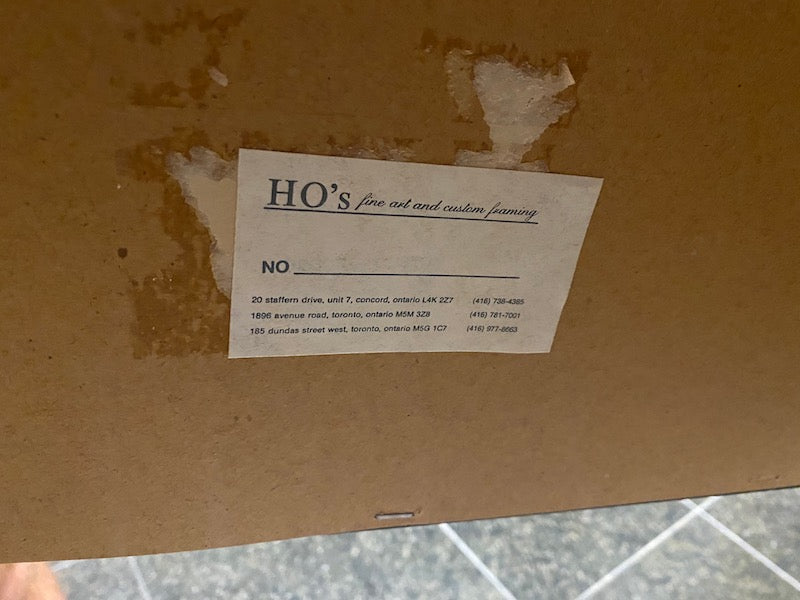 HO's fine art and custom framing
NO
20 staffern drive, unit 7, concord, ontario L4K 2Z7 (416) 738-4385
1896 avenue road, toronto, ontario M5M 3Z8 (416) 781-7001
185 dundas street west, toronto, ontario M5G 1C7 (416) 977-8663